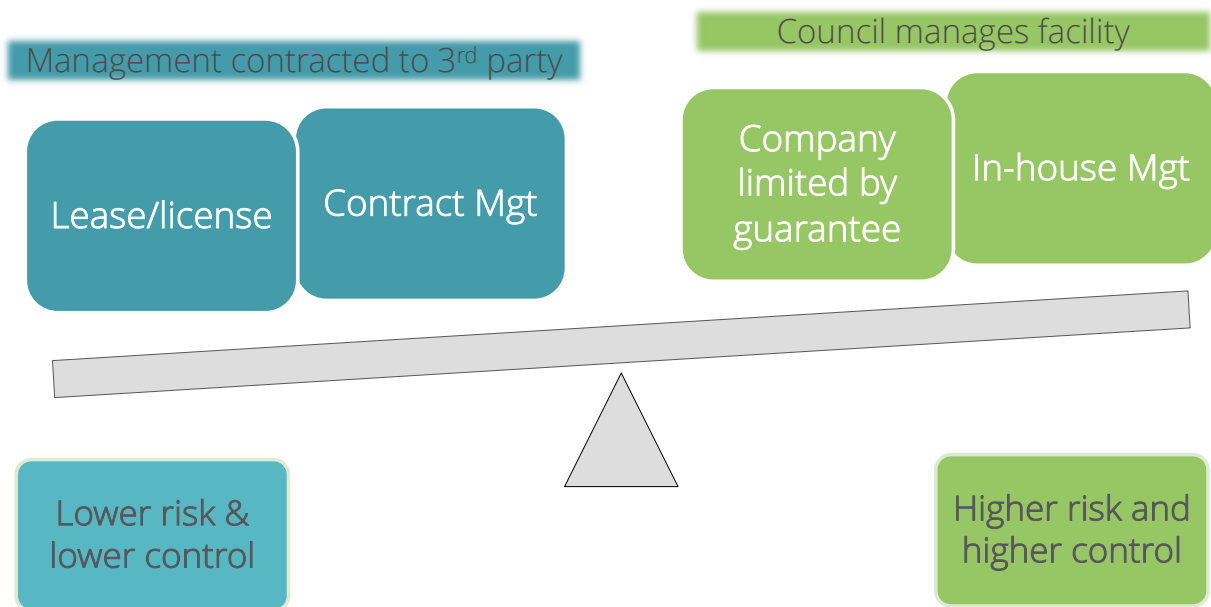 Management contracted to 3rd party
Council manages facility
Lease/license
Contract Mgt
Company
limited by
guarantee
In-house Mgt
Lower risk &
lower control
Higher risk and
higher control